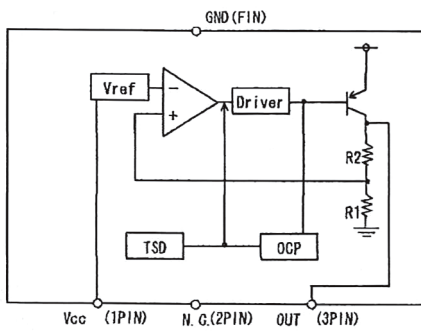 GND(FIN)
Vref
−
+
Driver
R2
R1
TSD
OCP
Vcc (1PIN)
N.C.(2PIN)
OUT (3PIN)